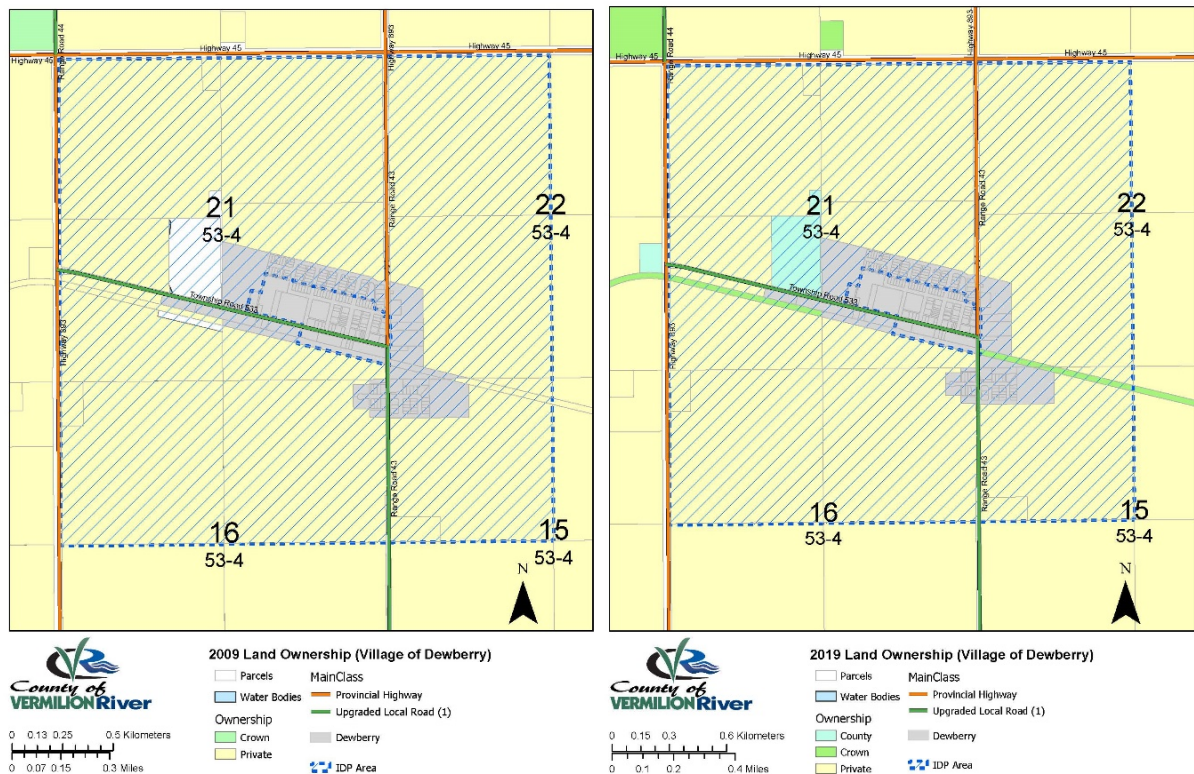 Range Road 44
Highway 893
Highway 45
Highway 45
Highway 45
21
53-4
22
53-4
Range Road 43
Township Road 533
Highway 893
Range Road 43
16
53-4
15
53-4
N
County of
VERMILION River
0 0.13 0.25 0.5 Kilometers
0 0.07 0.15 0.3 Miles
2009 Land Ownership (Village of Dewberry)
Parcels
Water Bodies
Ownership
Crown
Private
MainClass
Provincial Highway
Upgraded Local Road (1)
Dewberry
IDP Area
Range Road 44
Highway 893
Highway 45
Highway 45
Highway 45
21
53-4
22
53-4
Range Road 43
Township Road 533
Highway 893
Range Road 43
16
53-4
15
53-4
N
County of
VERMILION River
0 0.15 0.3 0.6 Kilometers
0 0.1 0.2 0.4 Miles
2019 Land Ownership (Village of Dewberry)
Parcels
Water Bodies
Ownership
County
Crown
Private
MainClass
Provincial Highway
Upgraded Local Road (1)
Dewberry
IDP Area